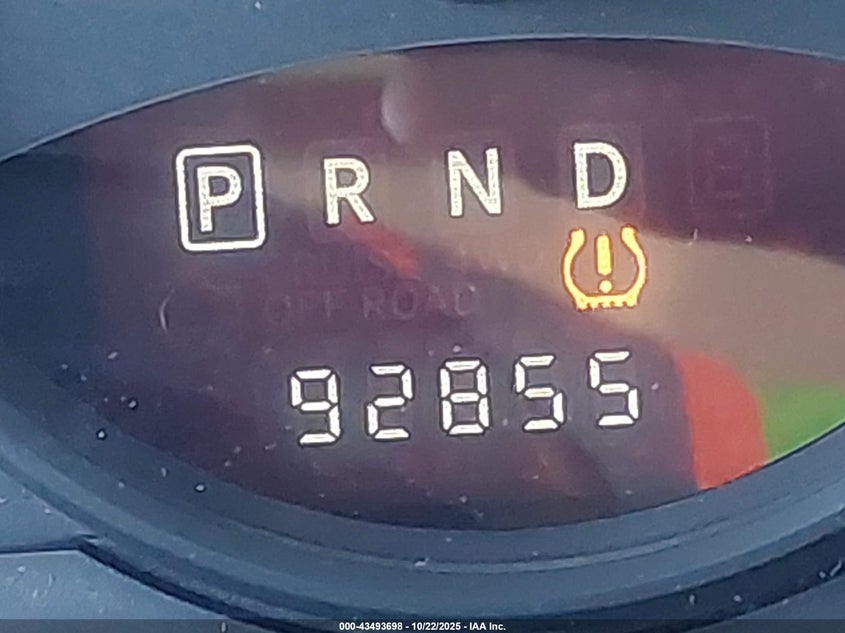 P R N D
OFF ROAD
92855
000-43493698 - 10/22/2025 - IAA Inc.